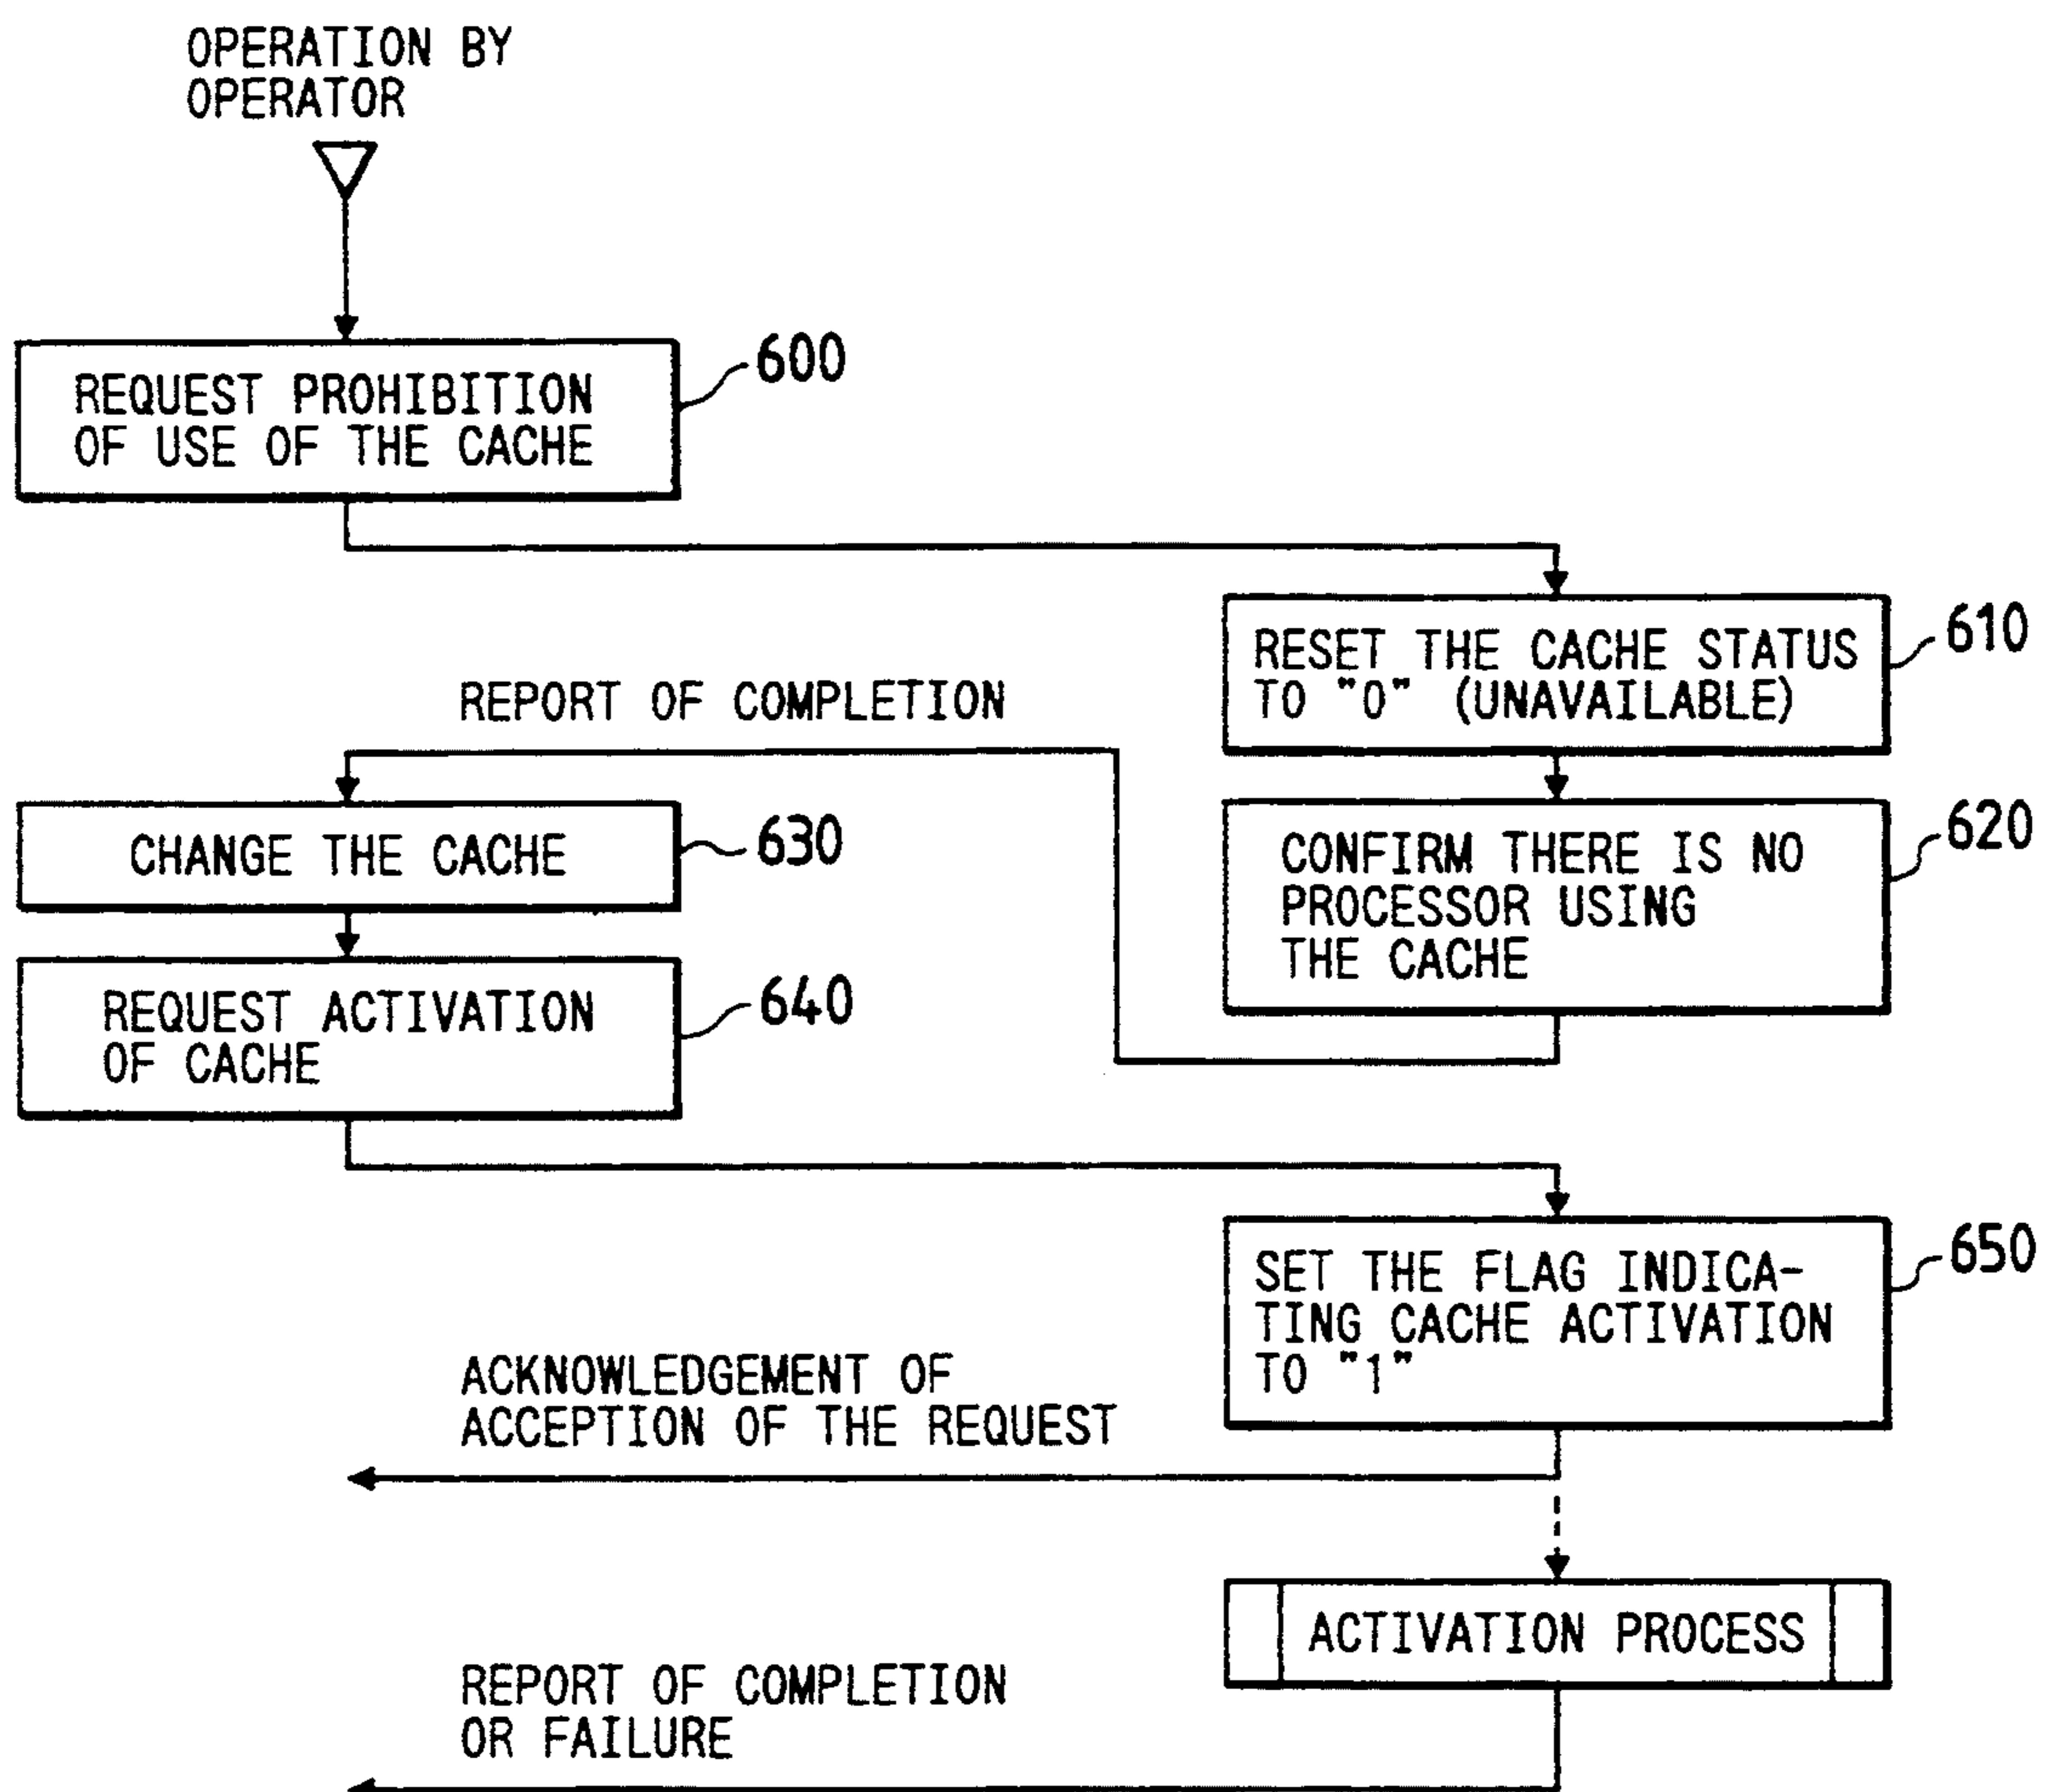 OPERATION BY
OPERATOR
REQUEST PROHIBITION
OF USE OF THE CACHE
600
RESET THE CACHE STATUS
TO "0" (UNAVAILABLE)
610
REPORT OF COMPLETION
CHANGE THE CACHE
630
CONFIRM THERE IS NO
PROCESSOR USING
THE CACHE
620
REQUEST ACTIVATION
OF CACHE
640
SET THE FLAG INDICA-
TING CACHE ACTIVATION
TO "1"
650
ACKNOWLEDGEMENT OF
ACCEPTION OF THE REQUEST
ACTIVATION PROCESS
REPORT OF COMPLETION
OR FAILURE